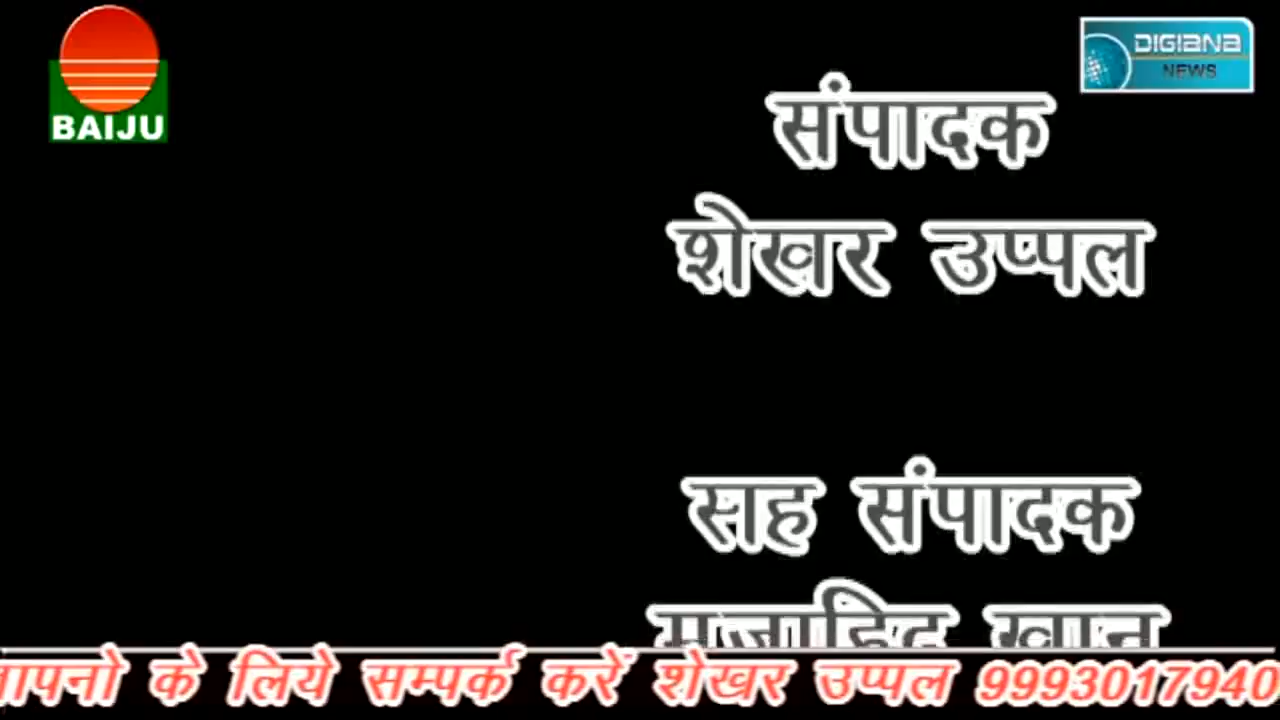 BAIJU
DIGIANA
NEWS
संपादक
शेखर उप्पल
सह संपादक
खान
के लिये सम्पर्क करें शेखर उप्पल 9993017940